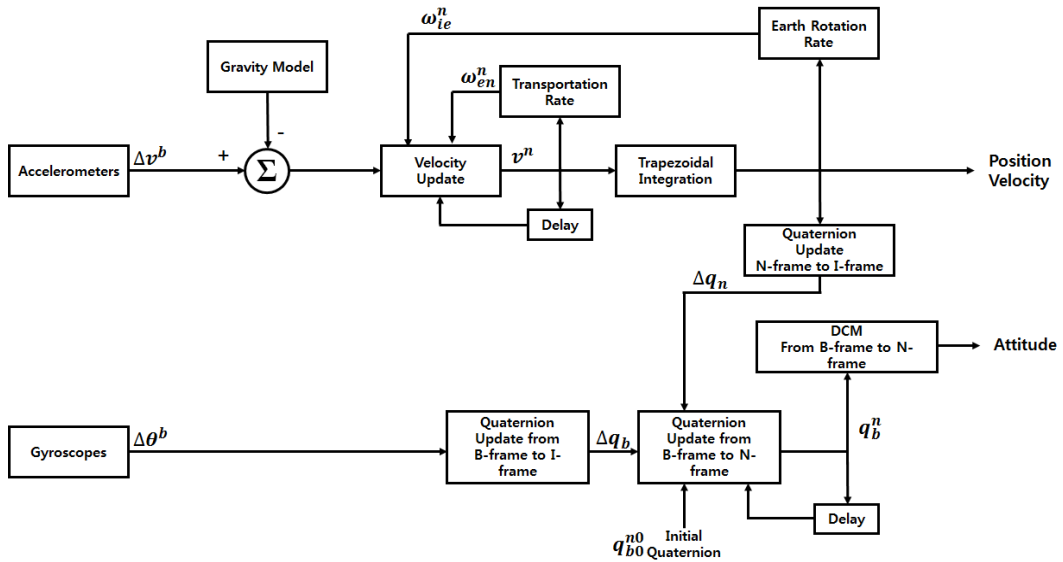 ω_ie^n
Earth Rotation
Rate
Gravity Model
ω_en^n
Transportation
Rate
-
Accelerometers
Δv^b
+
Σ
Velocity
Update
v^n
Trapezoidal
Integration
Position
Velocity
Delay
Quaternion
Update
N-frame to I-frame
Δq_n
DCM
From B-frame to N-
frame
Attitude
Gyroscopes
Δθ^b
Quaternion
Update from
B-frame to I-
frame
Δq_b
Quaternion
Update from
B-frame to N-
frame
q_b^n
Delay
q_b0^n0
Initial
Quaternion